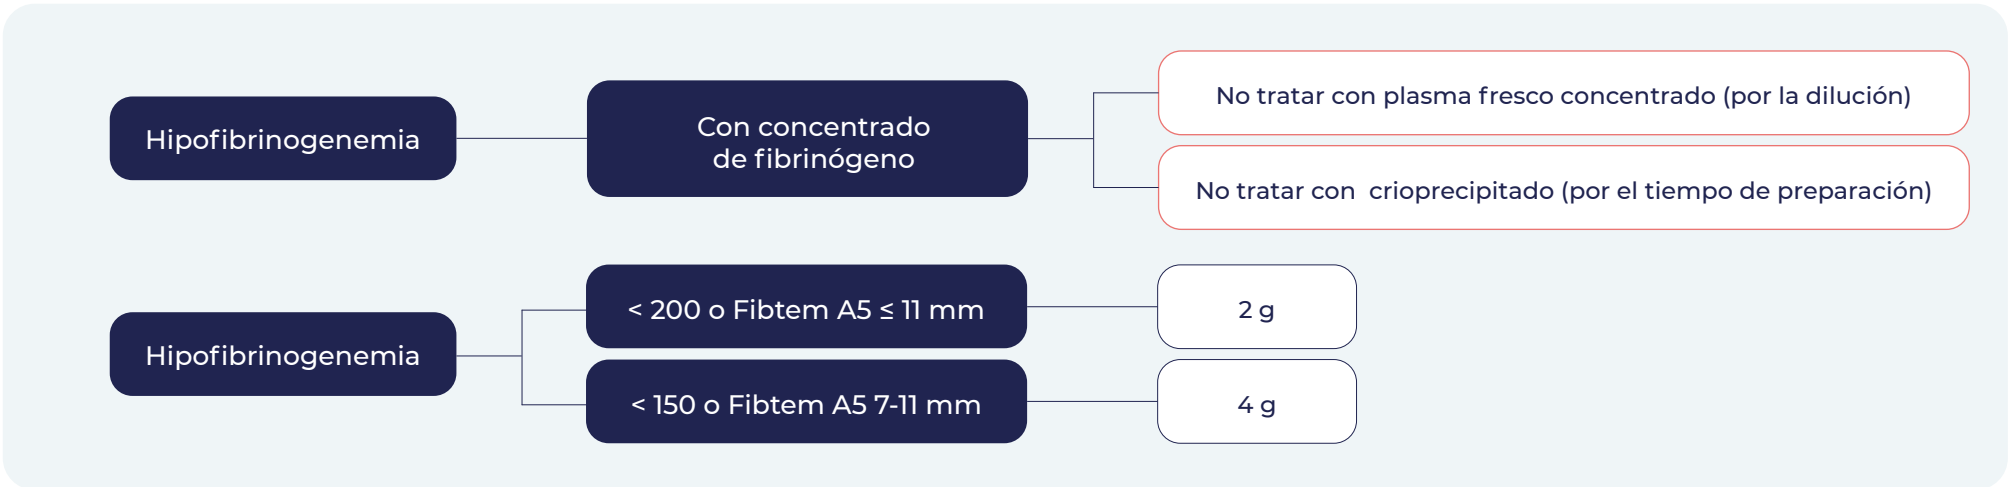 Hipofibrinogenemia
Con concentrado
de fibrinógeno
No tratar con plasma fresco concentrado (por la dilución)
No tratar con  crioprecipitado (por el tiempo de preparación)
Hipofibrinogenemia
< 200 o Fibtem A5 ≤ 11 mm
2 g
< 150 o Fibtem A5 7-11 mm
4 g